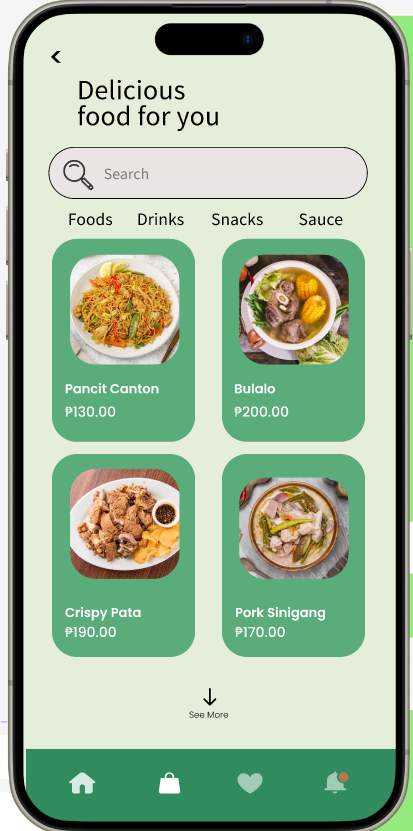 Delicious
food for you
Search
Foods Drinks Snacks Sauce
Pancit Canton
₱130.00
Bulalo
₱200.00
Crispy Pata
₱190.00
Pork Sinigang
₱170.00
See More